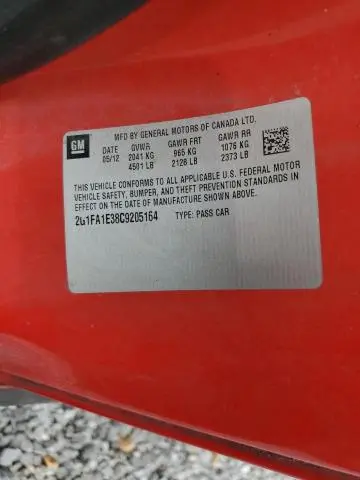 GM
MFD BY GENERAL MOTORS OF CANADA LTD.
DATE GVWR GAWR FRT GAWR RR
05/12 2041 KG 965 KG 1076 KG
4501 LB 2128 LB 2373 LB
THIS VEHICLE CONFORMS TO ALL APPLICABLE U.S. FEDERAL MOTOR
VEHICLE SAFETY, BUMPER, AND THEFT PREVENTION STANDARDS IN
EFFECT ON THE DATE OF MANUFACTURE SHOWN ABOVE.
2G1FA1E38C9205164 TYPE: PASS CAR